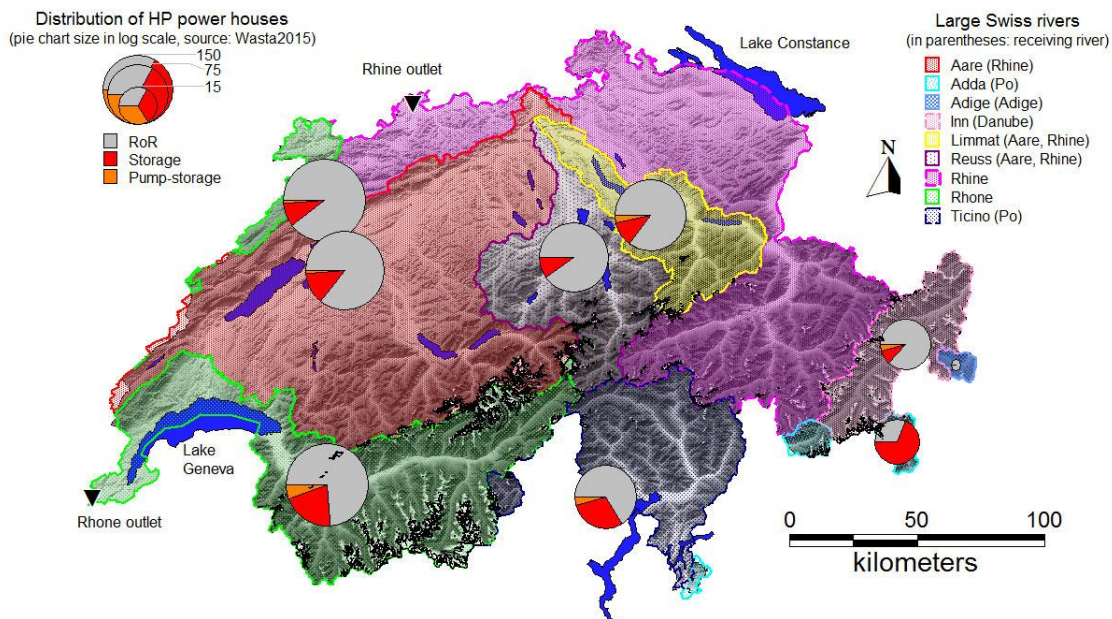 Distribution of HP power houses
(pie chart size in log scale, source: Wasta2015)
150
75
15
RoR
Storage
Pump-storage
Rhine outlet
Lake Constance
Large Swiss rivers
(in parentheses: receiving river)
Aare (Rhine)
Adda (Po)
Adige (Adige)
Inn (Danube)
Limmat (Aare, Rhine)
Reuss (Aare, Rhine)
Rhine
Rhone
Ticino (Po)
N
Lake
Geneva
Rhone outlet
0 50 100
kilometers